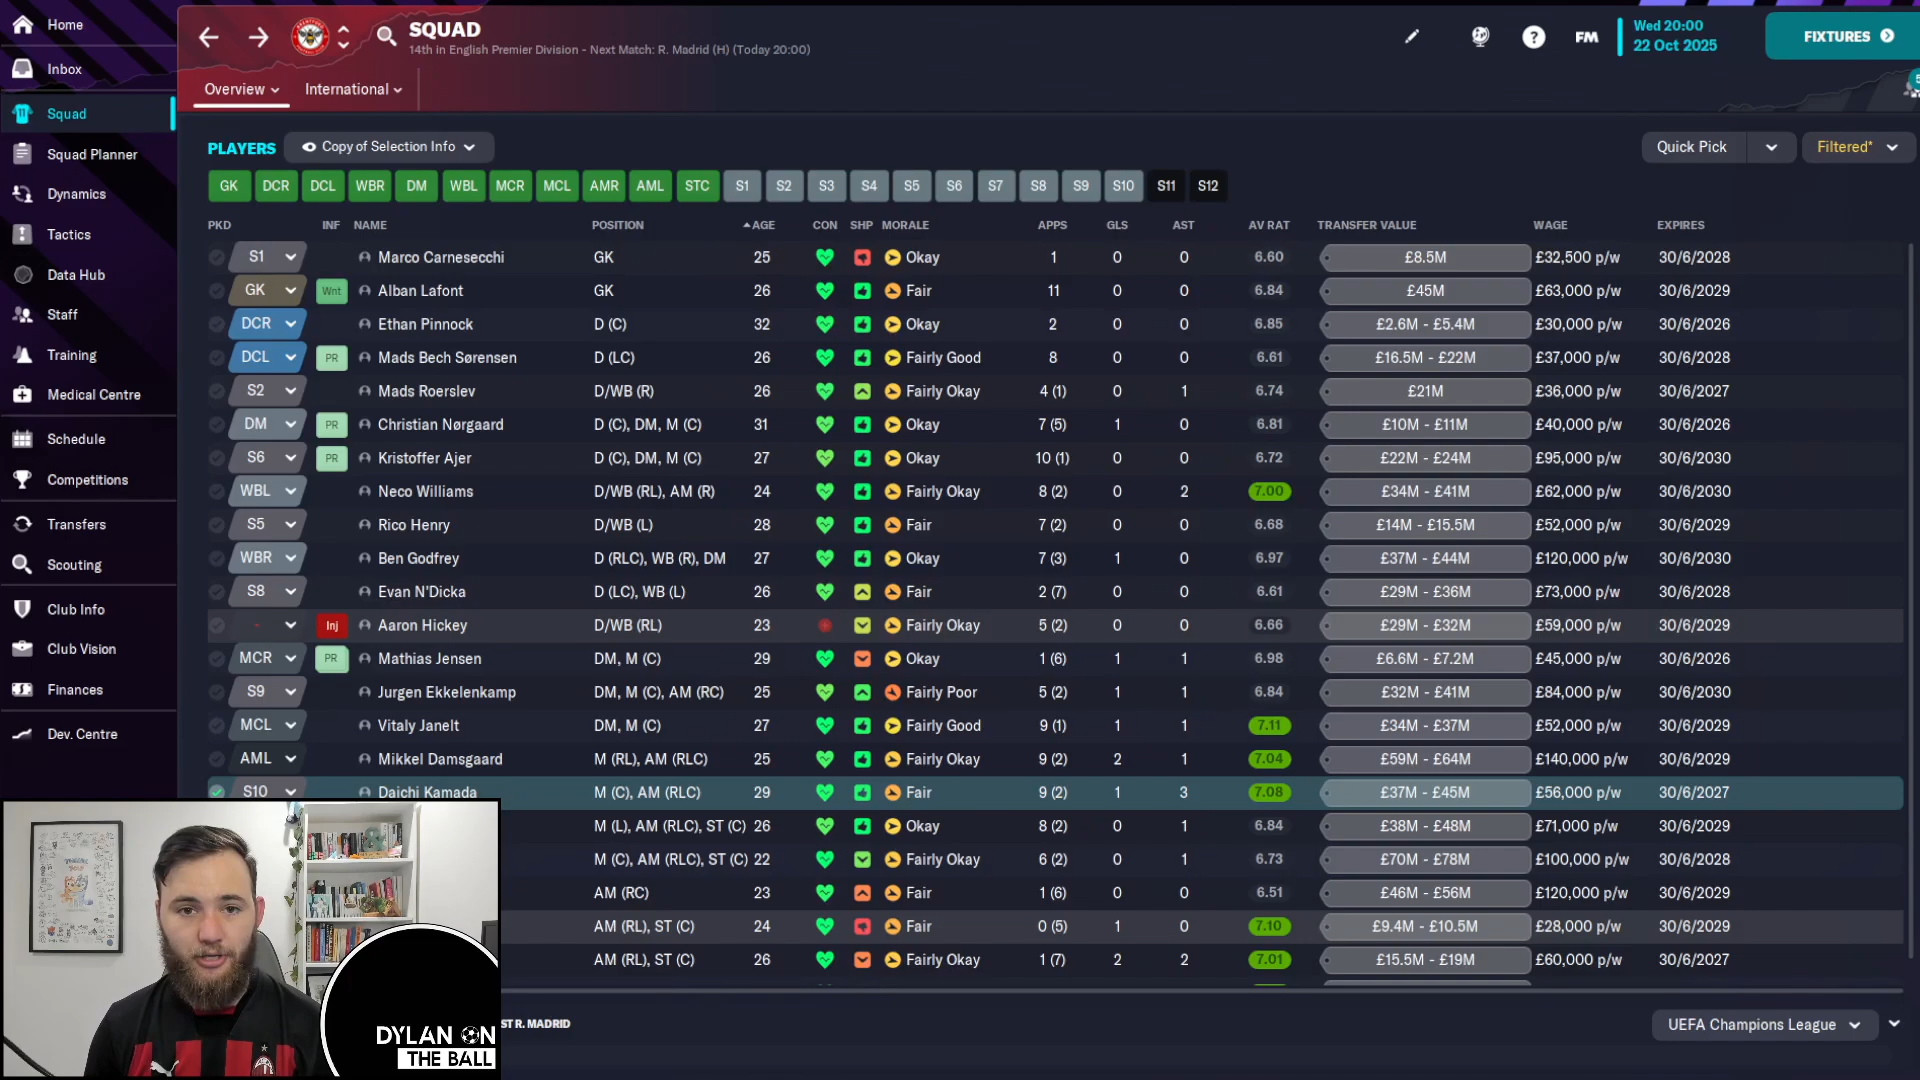 Home
Inbox
Squad
Squad Planner
Dynamics
Tactics
Data Hub
Staff
Training
Medical Centre
Schedule
Competitions
Transfers
Scouting
Club Info
Club Vision
Finances
Dev. Centre
SQUAD
14th in English Premier Division - Next Match: R. Madrid (H) (Today 20:00)
FM
Wed 20:00
22 Oct 2025
FIXTURES
Overview
International
PLAYERS
Copy of Selection Info
Quick Pick
Filtered*
GK DCR DCL WBR DM WBL MCR MCL AMR AML STC S1 S2 S3 S4 S5 S6 S7 S8 S9 S10 S11 S12
PKD INF NAME POSITION AGE CON SHP MORALE APPS GLS AST AV RAT TRANSFER VALUE WAGE EXPIRES
S1 Marco Carnesecchi GK 25 Okay 1 0 0 6.60 £8.5M £32,500 p/w 30/6/2028
GK Wnt Alban Lafont GK 26 Fair 11 0 0 6.84 £45M £63,000 p/w 30/6/2029
DCR Ethan Pinnock D (C) 32 Okay 2 0 0 6.85 £2.6M - £5.4M £30,000 p/w 30/6/2026
DCL PR Mads Bech Sørensen D (LC) 26 Fairly Good 8 0 0 6.61 £16.5M - £22M £37,000 p/w 30/6/2028
S2 Mads Roerslev D/WB (R) 26 Fairly Okay 4 (1) 0 1 6.74 £21M £36,000 p/w 30/6/2027
DM PR Christian Nørgaard D (C), DM, M (C) 31 Okay 7 (5) 1 0 6.81 £10M - £11M £40,000 p/w 30/6/2026
S6 PR Kristoffer Ajer D (C), DM, M (C) 27 Okay 10 (1) 0 0 6.72 £22M - £24M £95,000 p/w 30/6/2030
WBL Neco Williams D/WB (RL), AM (R) 24 Fairly Okay 8 (2) 0 2 7.00 £34M - £41M £62,000 p/w 30/6/2030
S5 Rico Henry D/WB (L) 28 Fair 7 (2) 0 0 6.68 £14M - £15.5M £52,000 p/w 30/6/2029
WBR Ben Godfrey D (RLC), WB (R), DM 27 Okay 7 (3) 1 0 6.97 £37M - £44M £120,000 p/w 30/6/2030
S8 Evan N'Dicka D (LC), WB (L) 26 Fair 2 (7) 0 0 6.61 £29M - £36M £73,000 p/w 30/6/2029
- Inj Aaron Hickey D/WB (RL) 23 Fairly Okay 5 (2) 0 0 6.66 £29M - £32M £59,000 p/w 30/6/2029
MCR PR Mathias Jensen DM, M (C) 29 Okay 1 (6) 1 1 6.98 £6.6M - £7.2M £45,000 p/w 30/6/2026
S9 Jurgen Ekkelenkamp DM, M (C), AM (RC) 25 Fairly Poor 5 (2) 1 1 6.84 £32M - £41M £84,000 p/w 30/6/2030
MCL Vitaly Janelt DM, M (C) 27 Fairly Good 9 (1) 1 1 7.11 £34M - £37M £52,000 p/w 30/6/2029
AML Mikkel Damsgaard M (RL), AM (RLC) 25 Fairly Okay 9 (2) 2 1 7.04 £59M - £64M £140,000 p/w 30/6/2029
S10 Daichi Kamada M (C), AM (RLC) 29 Fair 9 (2) 1 3 7.08 £37M - £45M £56,000 p/w 30/6/2027
M (L), AM (RLC), ST (C) 26 Okay 8 (2) 0 1 6.84 £38M - £48M £71,000 p/w 30/6/2029
M (C), AM (RLC), ST (C) 22 Fairly Okay 6 (2) 0 1 6.73 £70M - £78M £100,000 p/w 30/6/2028
AM (RC) 23 Fair 1 (6) 0 0 6.51 £46M - £56M £120,000 p/w 30/6/2029
AM (RL), ST (C) 24 Fair 0 (5) 1 0 7.10 £9.4M - £10.5M £28,000 p/w 30/6/2029
AM (RL), ST (C) 26 Fairly Okay 1 (7) 2 2 7.01 £15.5M - £19M £60,000 p/w 30/6/2027
ST R. MADRID
UEFA Champions League
DYLAN ON
THE BALL